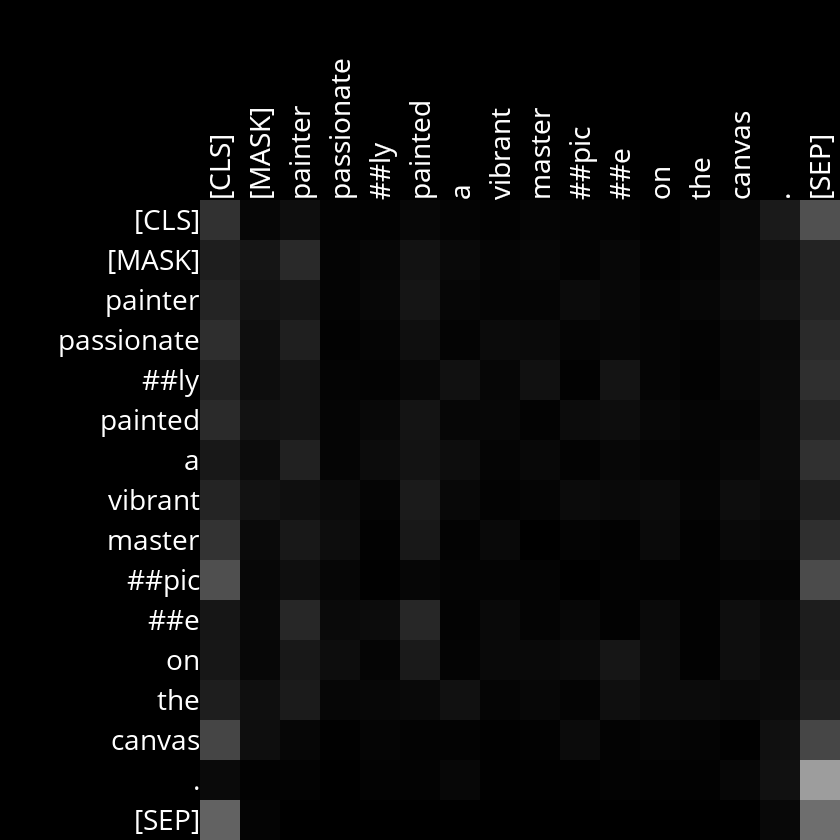 [CLS] [MASK] painter passionate ##ly painted a vibrant master ##pic ##e on the canvas . [SEP]
[CLS]
[MASK]
painter
passionate
##ly
painted
a
vibrant
master
##pic
##e
on
the
canvas
.
[SEP]